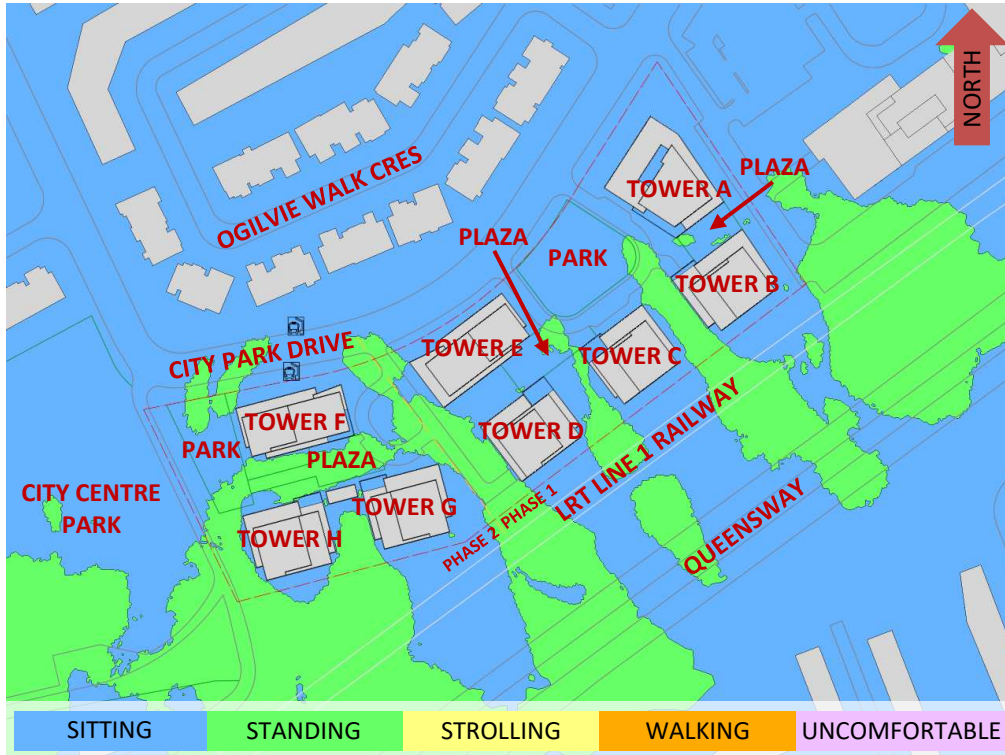 NORTH
PLAZA
TOWER A
OGILVIE WALK CRES
PLAZA
PARK
TOWER B
CITY PARK DRIVE
TOWER E
TOWER C
TOWER F
TOWER D
PARK
PLAZA
LRT LINE 1 RAILWAY
CITY CENTRE
PARK
TOWER G
PHASE 2 PHASE 1
QUEENSWAY
TOWER H
SITTING
STANDING
STROLLING
WALKING
UNCOMFORTABLE